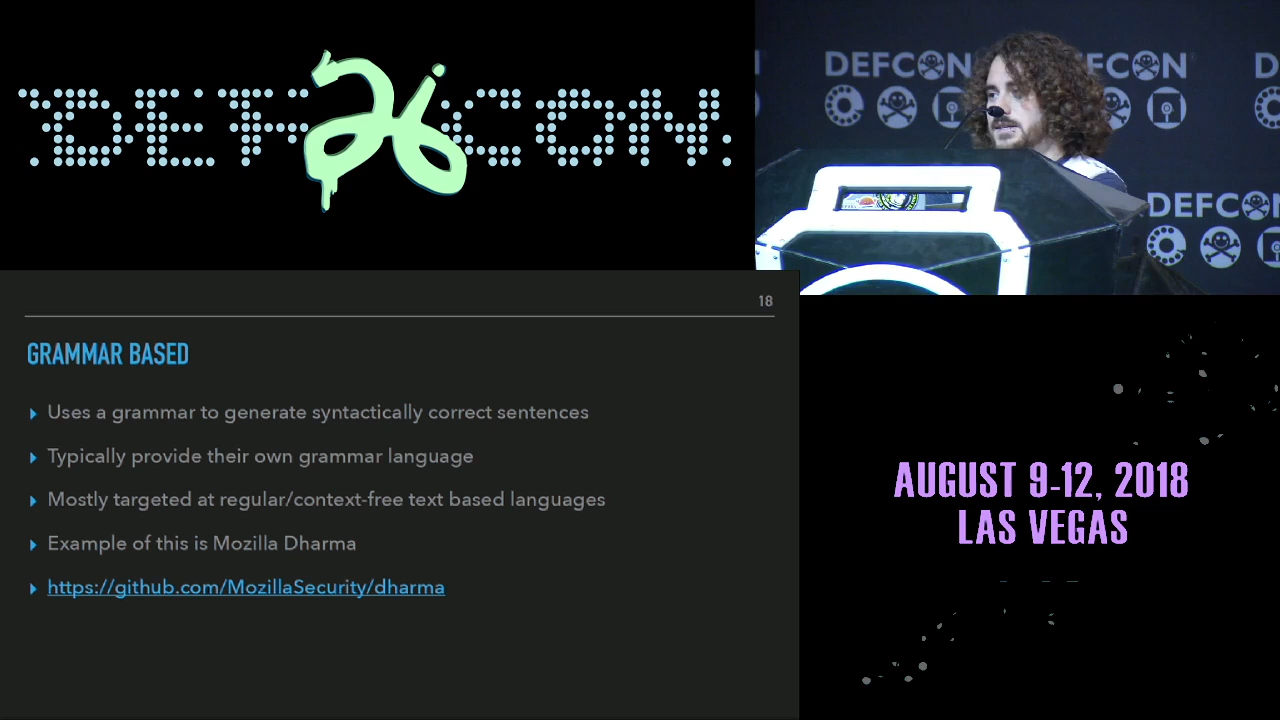 DEF 26 CON
DEFCON
DEFCON
DEFCON
18
GRAMMAR BASED
Uses a grammar to generate syntactically correct sentences
Typically provide their own grammar language
Mostly targeted at regular/context-free text based languages
Example of this is Mozilla Dharma
https://github.com/MozillaSecurity/dharma
AUGUST 9-12, 2018
LAS VEGAS